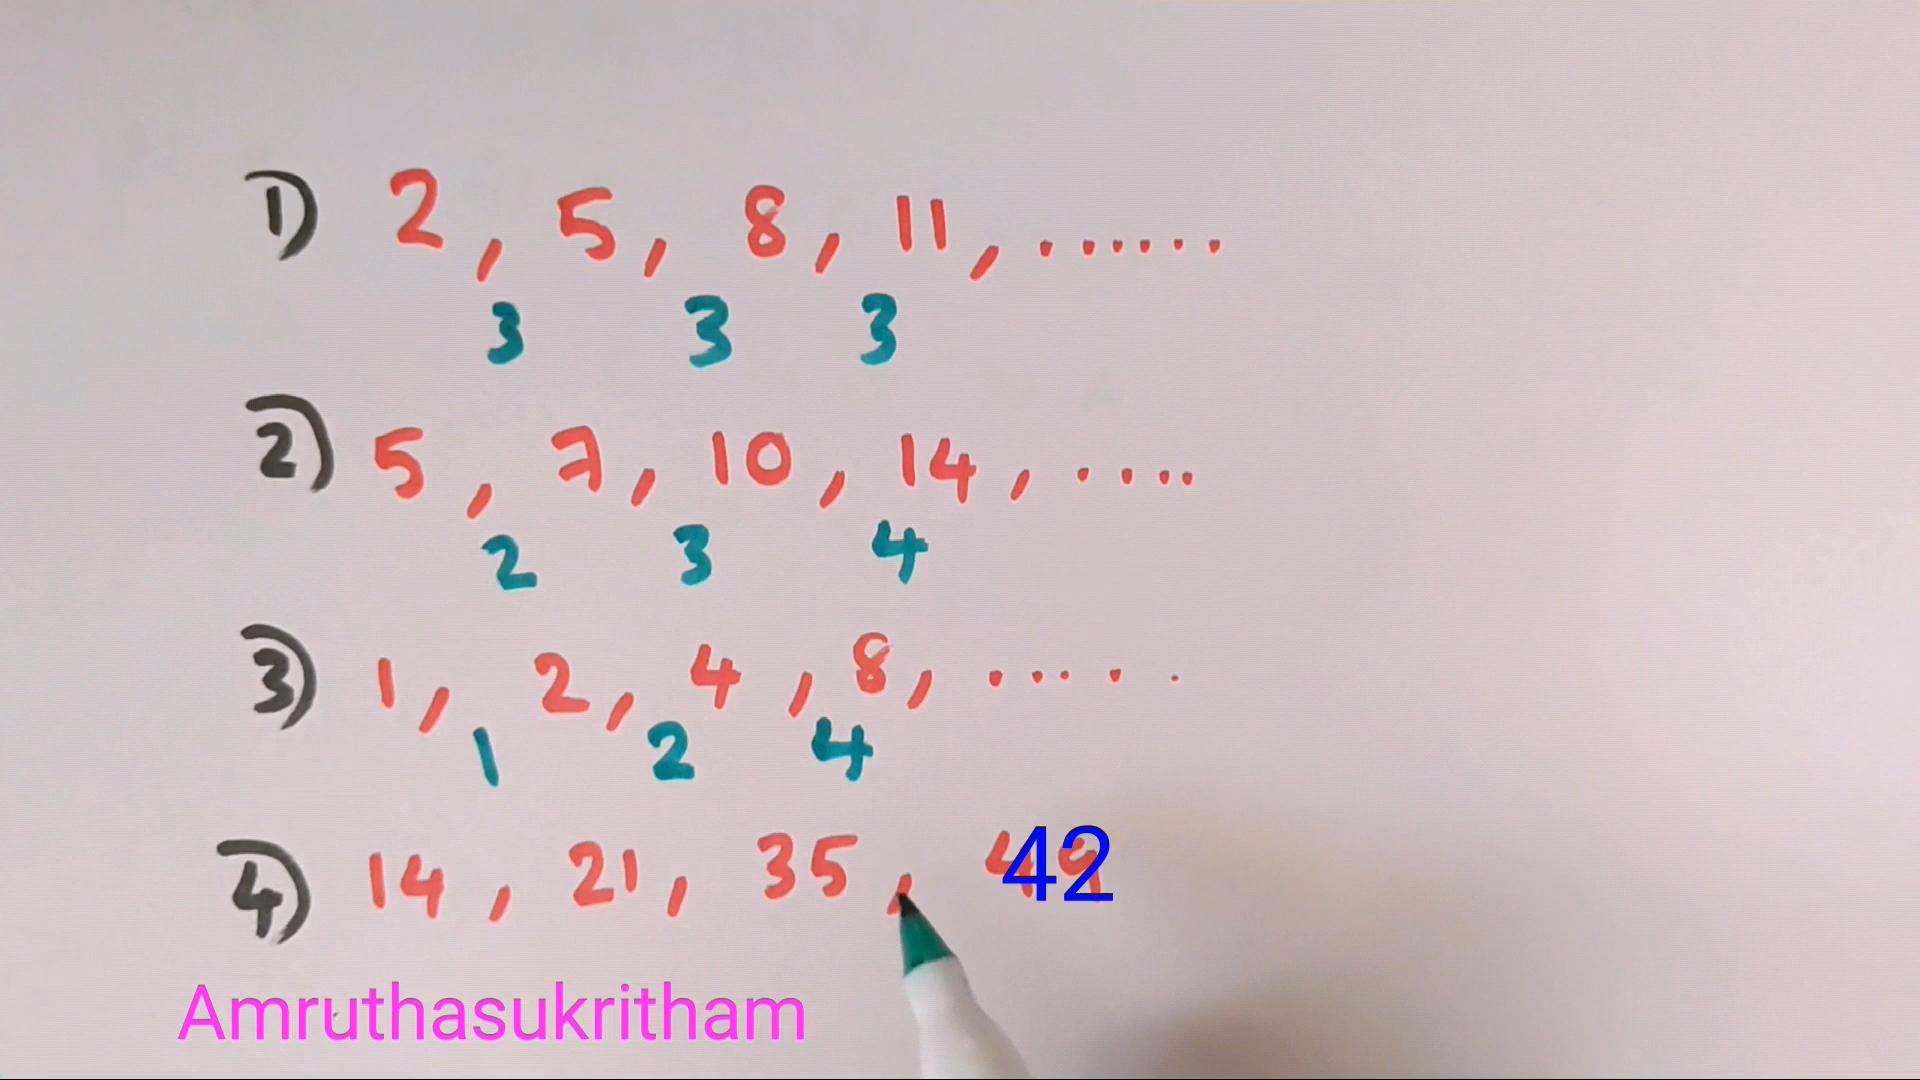 1) 2, 5, 8, 11, ......
3 3 3
2) 5, 7, 10, 14, ....
2 3 4
3) 1, 2, 4, 8, ......
1 2 4
4) 14, 21, 35, 42
Amruthasukritham